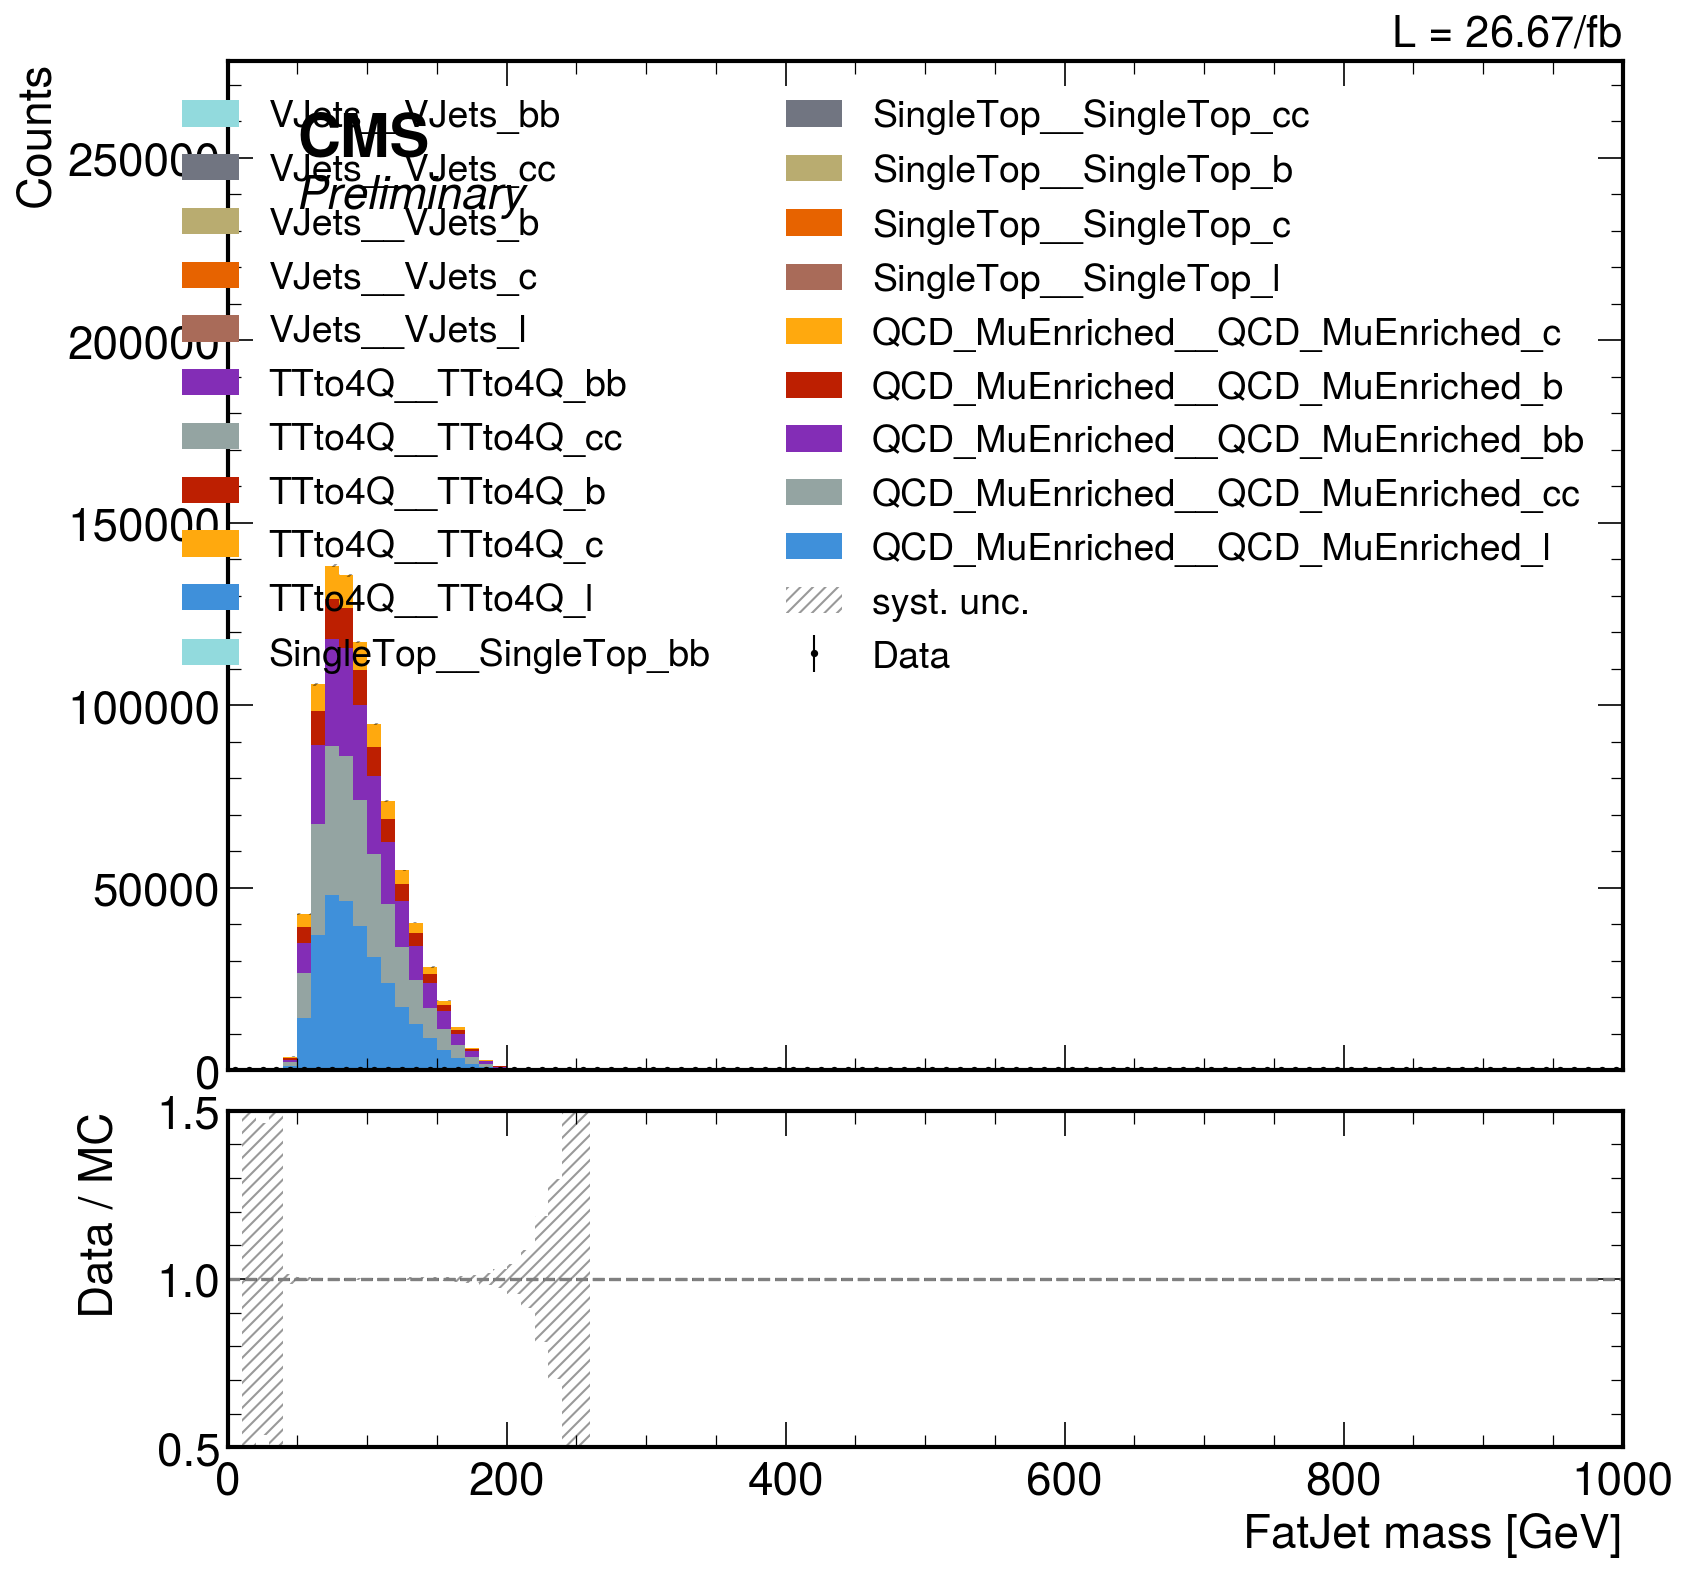 L = 26.67/fb
Counts
CMS
Preliminary
VJets__VJets_bb
VJets__VJets_cc
VJets__VJets_b
VJets__VJets_c
VJets__VJets_l
TTto4Q__TTto4Q_bb
TTto4Q__TTto4Q_cc
TTto4Q__TTto4Q_b
TTto4Q__TTto4Q_c
TTto4Q__TTto4Q_l
SingleTop__SingleTop_bb
SingleTop__SingleTop_cc
SingleTop__SingleTop_b
SingleTop__SingleTop_c
SingleTop__SingleTop_l
QCD_MuEnriched__QCD_MuEnriched_c
QCD_MuEnriched__QCD_MuEnriched_b
QCD_MuEnriched__QCD_MuEnriched_bb
QCD_MuEnriched__QCD_MuEnriched_cc
QCD_MuEnriched__QCD_MuEnriched_l
syst. unc.
Data
250000
200000
150000
100000
50000
0
Data / MC
1.5
1.0
0.5
0 200 400 600 800 1000
FatJet mass [GeV]